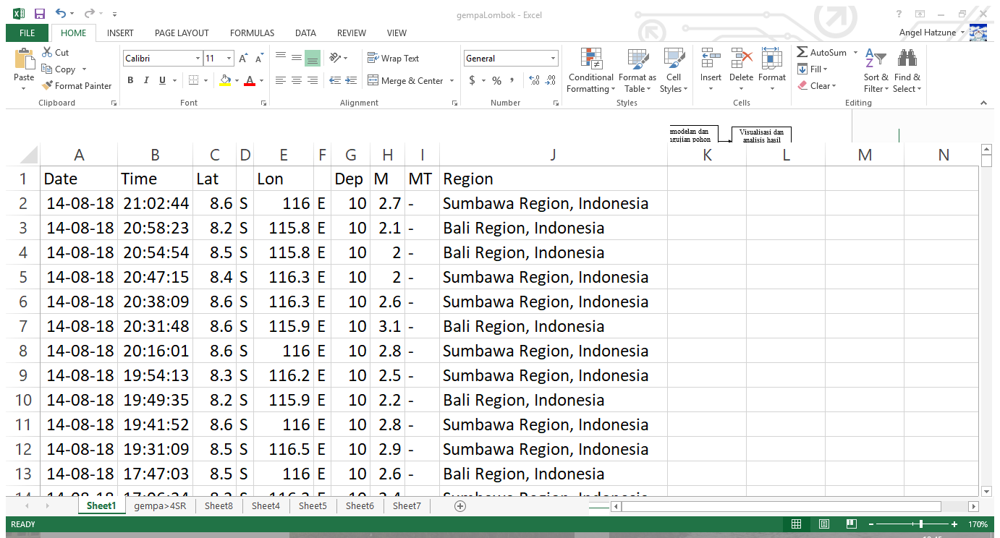 gempaLombok - Excel
FILE HOME INSERT PAGE LAYOUT FORMULAS DATA REVIEW VIEW Angel Hatzune
Paste Cut Copy Format Painter Clipboard
Calibri 11 B I U Font
Wrap Text Merge & Center Alignment
General $ % , Number
Conditional Formatting Format as Table Cell Styles Styles
Insert Delete Format Cells
AutoSum Fill Clear Sort & Filter Find & Select Editing
emodelan dan
ngujian pohon
Visualisasi dan
analisis hasil
A B C D E F G H I J K L M N
1 Date Time Lat Lon Dep M MT Region
2 14-08-18 21:02:44 8.6 S 116 E 10 2.7 - Sumbawa Region, Indonesia
3 14-08-18 20:58:23 8.2 S 115.8 E 10 2.1 - Bali Region, Indonesia
4 14-08-18 20:54:54 8.5 S 115.8 E 10 2 - Bali Region, Indonesia
5 14-08-18 20:47:15 8.4 S 116.3 E 10 2 - Sumbawa Region, Indonesia
6 14-08-18 20:38:09 8.6 S 116.3 E 10 2.6 - Sumbawa Region, Indonesia
7 14-08-18 20:31:48 8.6 S 115.9 E 10 3.1 - Bali Region, Indonesia
8 14-08-18 20:16:01 8.6 S 116 E 10 2.8 - Sumbawa Region, Indonesia
9 14-08-18 19:54:13 8.3 S 116.2 E 10 2.5 - Sumbawa Region, Indonesia
10 14-08-18 19:49:35 8.2 S 115.9 E 10 2.2 - Bali Region, Indonesia
11 14-08-18 19:41:52 8.6 S 116 E 10 2.8 - Sumbawa Region, Indonesia
12 14-08-18 19:31:09 8.5 S 116.5 E 10 2.9 - Sumbawa Region, Indonesia
13 14-08-18 17:47:03 8.5 S 116 E 10 2.6 - Bali Region, Indonesia
Sheet1 gempa>4SR Sheet8 Sheet4 Sheet5 Sheet6 Sheet7
READY 170%